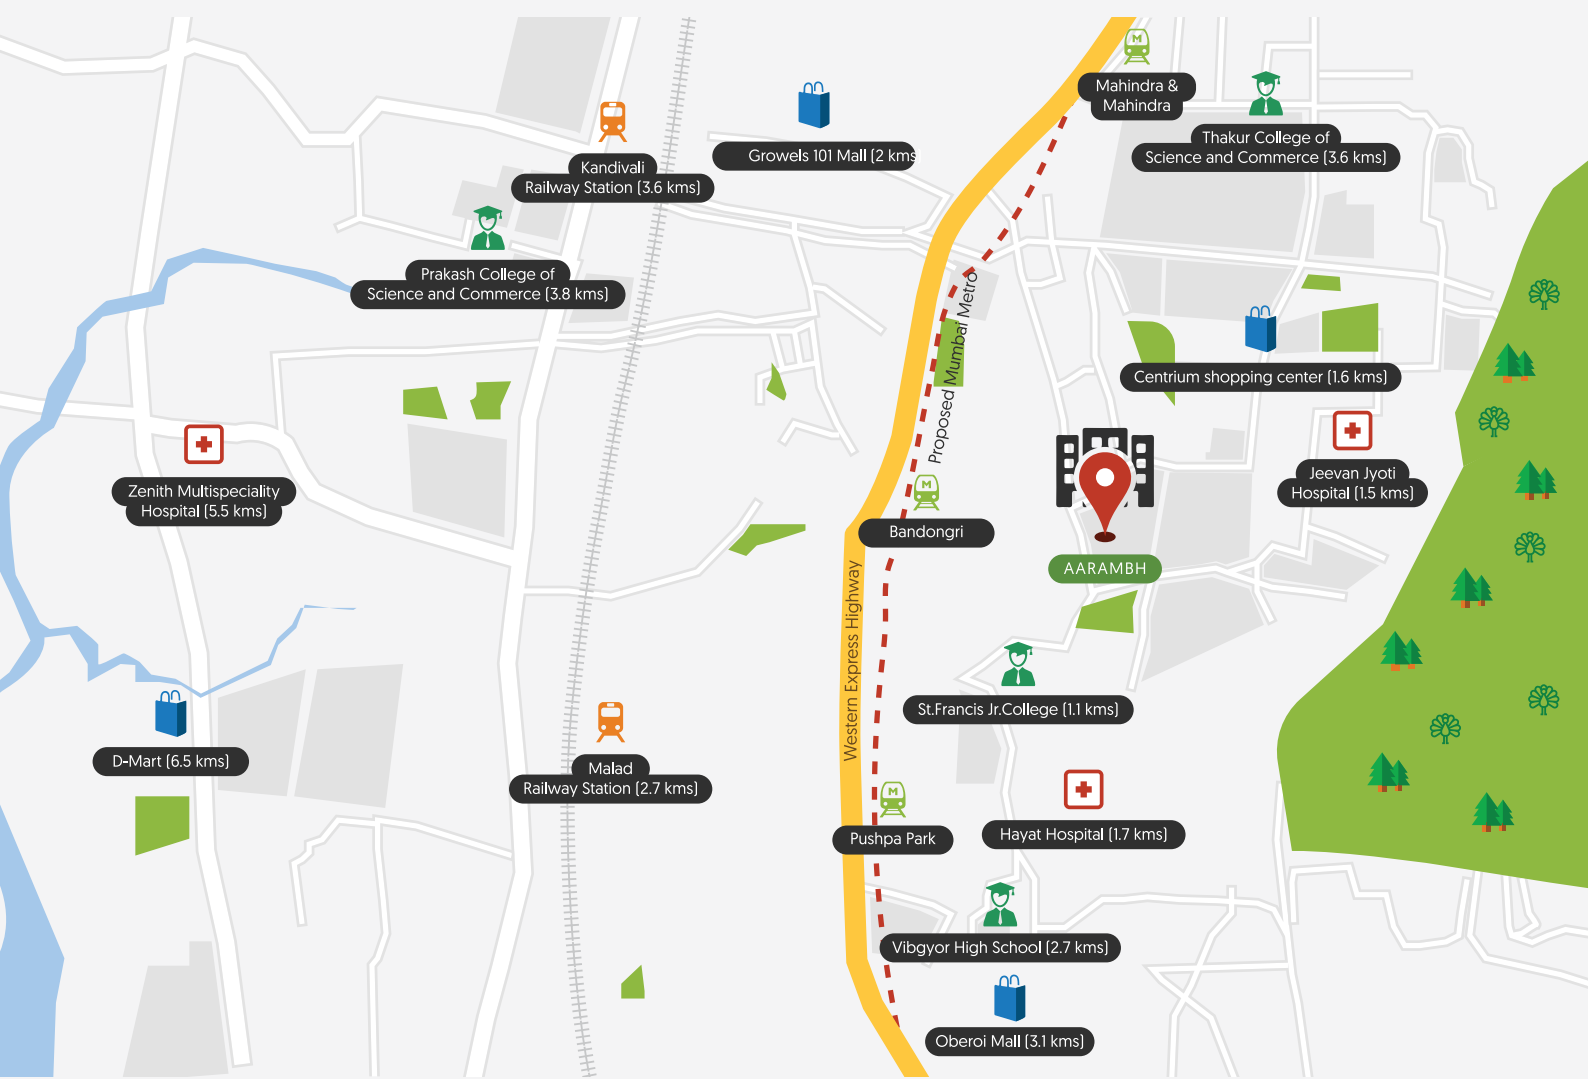 M
Mahindra &
Mahindra
Thakur College of
Science and Commerce (3.6 kms)
Growels 101 Mall (2 kms
Kandivali
Railway Station (3.6 kms)
Prakash College of
Science and Commerce (3.8 kms)
Proposed Mumbai Metro
Centrium shopping center (1.6 kms)
Zenith Multispeciality
Hospital (5.5 kms)
Jeevan Jyoti
Hospital (1.5 kms)
M
Bandongri
AARAMBH
Western Express Highway
St.Francis Jr.College (1.1 kms)
D-Mart (6.5 kms)
Malad
Railway Station (2.7 kms)
M
Pushpa Park
Hayat Hospital (1.7 kms)
Vibgyor High School (2.7 kms)
Oberoi Mall (3.1 kms)